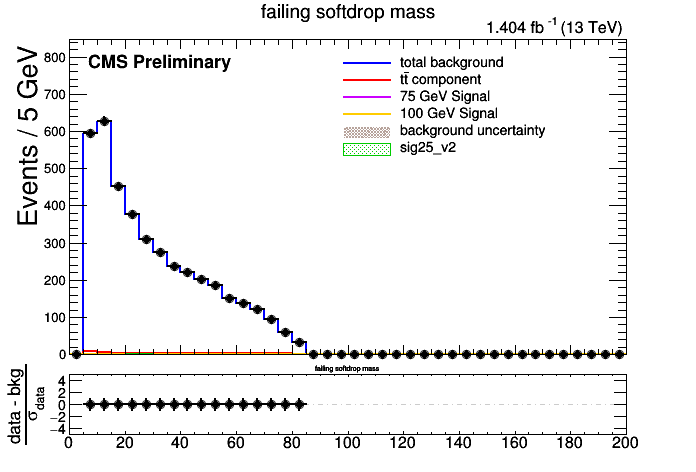 failing softdrop mass
1.404 fb⁻¹ (13 TeV)
CMS Preliminary
total background
tt̄ component
75 GeV Signal
100 GeV Signal
background uncertainty
sig25_v2
Events / 5 GeV
800
700
600
500
400
300
200
100
0
failing softdrop mass
data - bkg
σ data
4
2
0
−2
−4
0 20 40 60 80 100 120 140 160 180 200